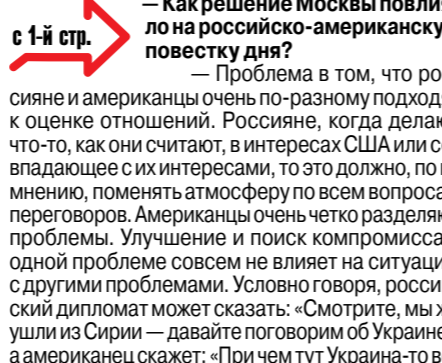 с 1-й стр.
— Как решение Москвы повли
ло на российско-американску
повестку дня?
— Проблема в том, что ро
сияне и американцы очень по-разному подход
к оценке отношений. Россияне, когда делаю
что-то, как они считают, в интересах США или с
впадающее с их интересами, то это должно, по
мнению, поменять атмосферу по всем вопроса
переговоров. Американцы очень четко разделяю
проблемы. Улучшение и поиск компромисса
одной проблеме совсем не влияет на ситуаци
с другими проблемами. Условно говоря, росси
ский дипломат может сказать: «Смотрите, мы
ушли из Сирии — давайте поговорим об Украине
а американец скажет: «При чем тут Украина-то в